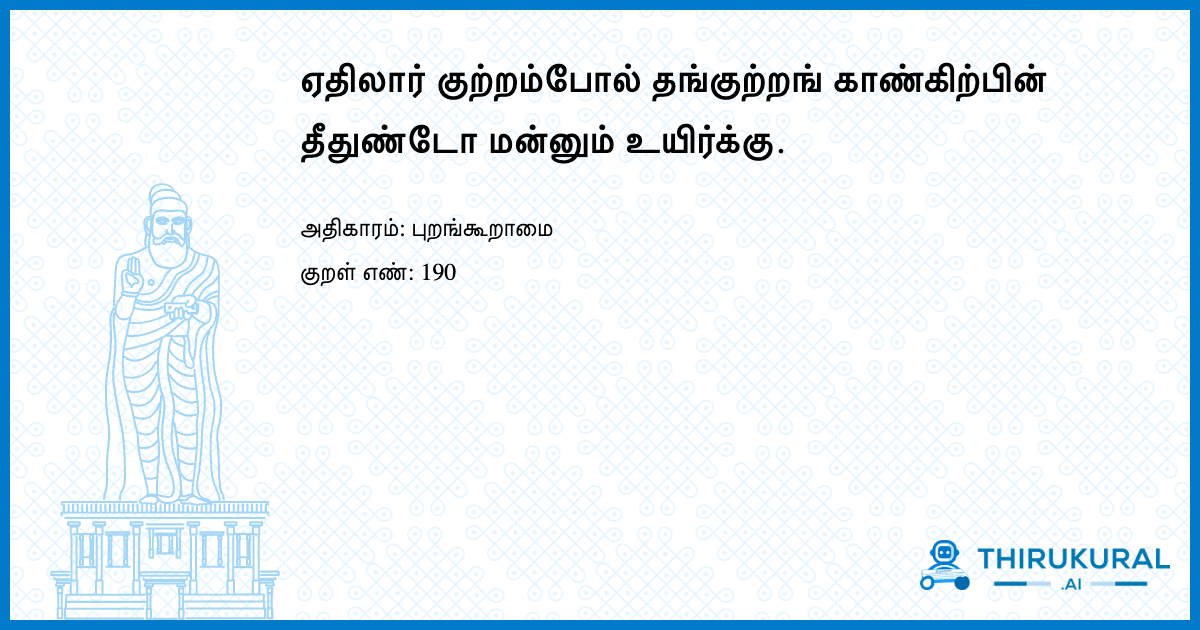 ஏதிலார் குற்றம்போல் தங்குற்றங் காண்கிற்பின்
தீதுண்டோ மன்னும் உயிர்க்கு.
அதிகாரம்: புறங்கூறாமை
குறள் எண்: 190
THIRUKURAL
.AI